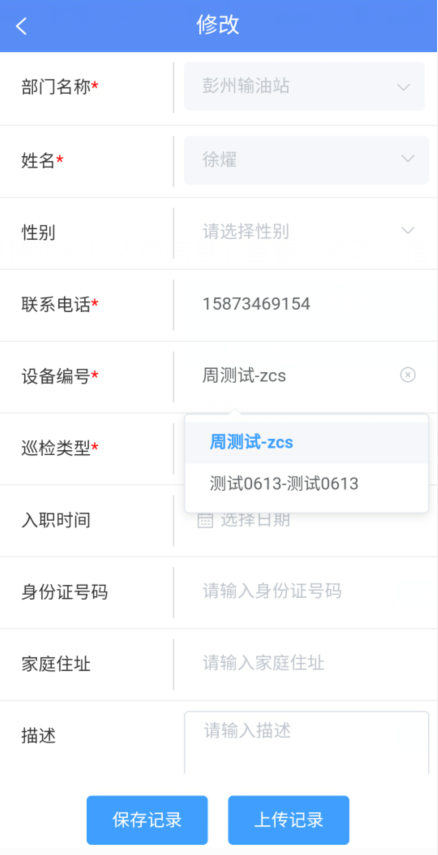 修改
部门名称*
彭州输油站
姓名*
徐燿
性别
请选择性别
联系电话*
15873469154
设备编号*
周测试-zcs
周测试-zcs
巡检类型*
测试0613-测试0613
入职时间
选择日期
身份证号码
请输入身份证号码
家庭住址
请输入家庭住址
描述
请输入描述
保存记录
上传记录